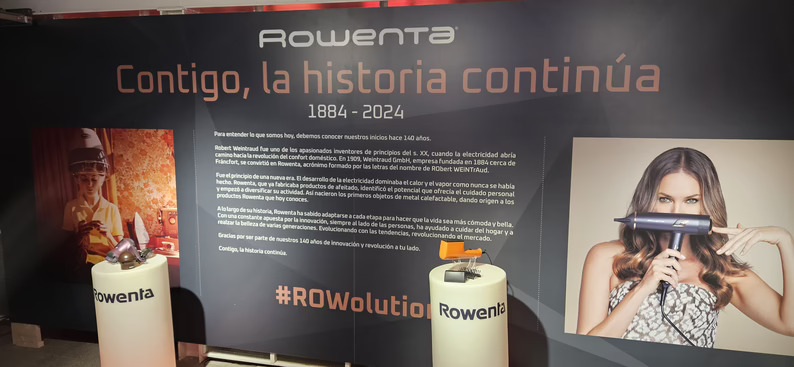 Rowenta
Contigo, la historia continúa
1884 - 2024
Para entender lo que somos hoy, debemos conocer nuestros inicios hace 140 años.
Robert Weintraud fue uno de los apasionados inventores de principios del s. XX, cuando la electricidad abría
camino hacia la revolución del confort doméstico. En 1909, Weintraud GmbH, empresa fundada en 1884 cerca de
Fráncfort, se convirtió en Rowenta, acrónimo formado por las letras del nombre de RObert WEINTrAud.
Fue el principio de una nueva era. El desarrollo de la electricidad dominaba el calor y el vapor como nunca se había
hecho. Rowenta, que ya fabricaba productos de afeitado, identificó el potencial que ofrecía el cuidado personal
y empezó a diversificar su actividad. Así nacieron los primeros objetos de metal calefactable, dando origen a los
productos Rowenta que hoy conoces.
A lo largo de su historia, Rowenta ha sabido adaptarse a cada etapa para hacer que la vida sea más cómoda y bella.
Con una constante apuesta por la innovación, siempre al lado de las personas, ha ayudado a cuidar del hogar y a
realzar la belleza de varias generaciones. Evolucionando con las tendencias, revolucionando el mercado.
Gracias por ser parte de nuestros 140 años de innovación y revolución a tu lado.
Contigo, la historia continúa.
#ROWolution
Rowenta
Rowenta